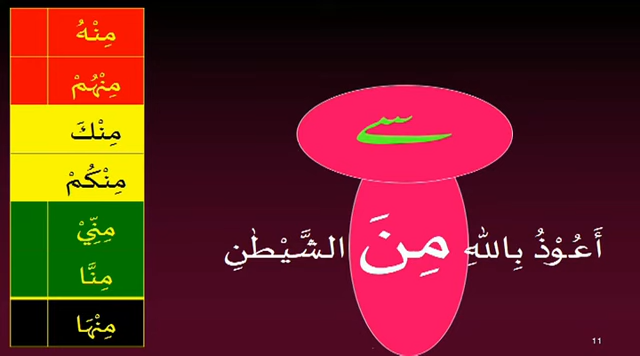 مِنْهُ
مِنْهُمْ
مِنْكَ
مِنْكُمْ
مِنِّيْ
مِنَّا
مِنْهَا
سے
أَعُوْذُ بِاللهِ مِنَ الشَّيْطٰنِ
11